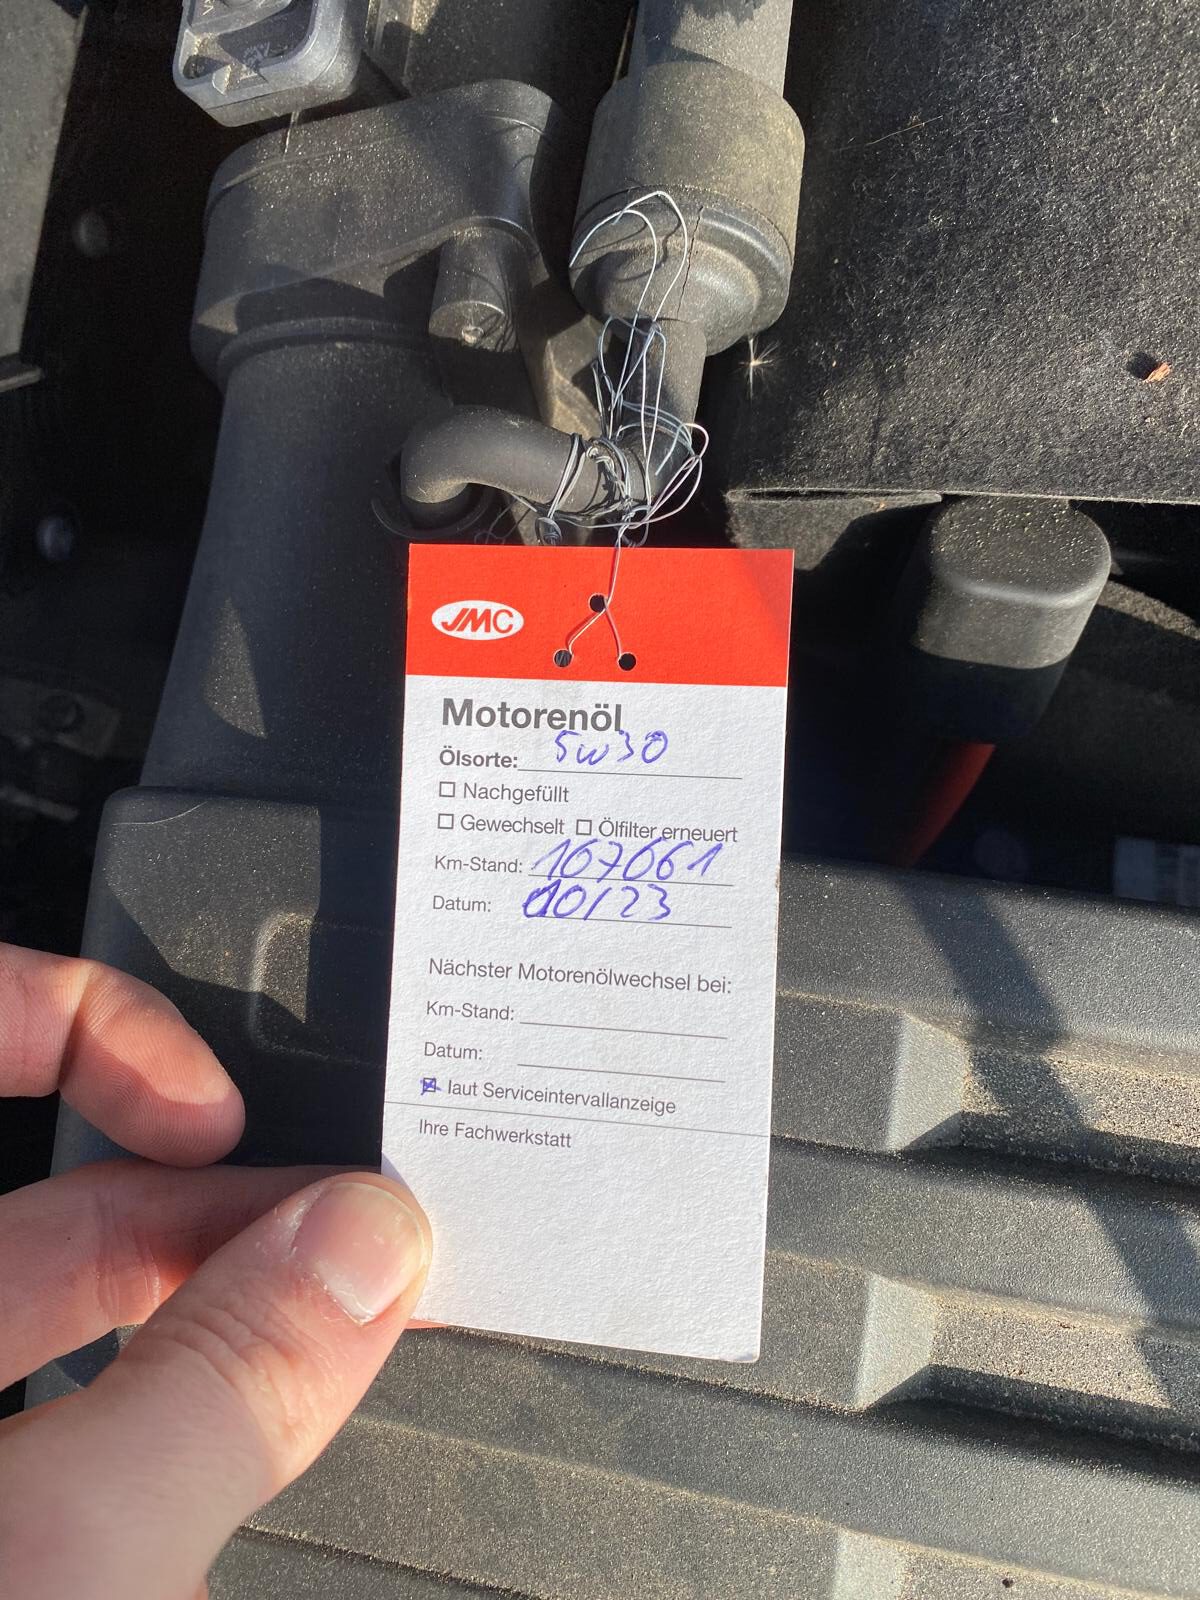 JMC
Motorenöl
Ölsorte: 5W30
☐ Nachgefüllt
☐ Gewechselt ☐ Ölfilter erneuert
Km-Stand: 167661
Datum: 10/23
Nächster Motorenölwechsel bei:
Km-Stand:
Datum:
☒ laut Serviceintervallanzeige
Ihre Fachwerkstatt